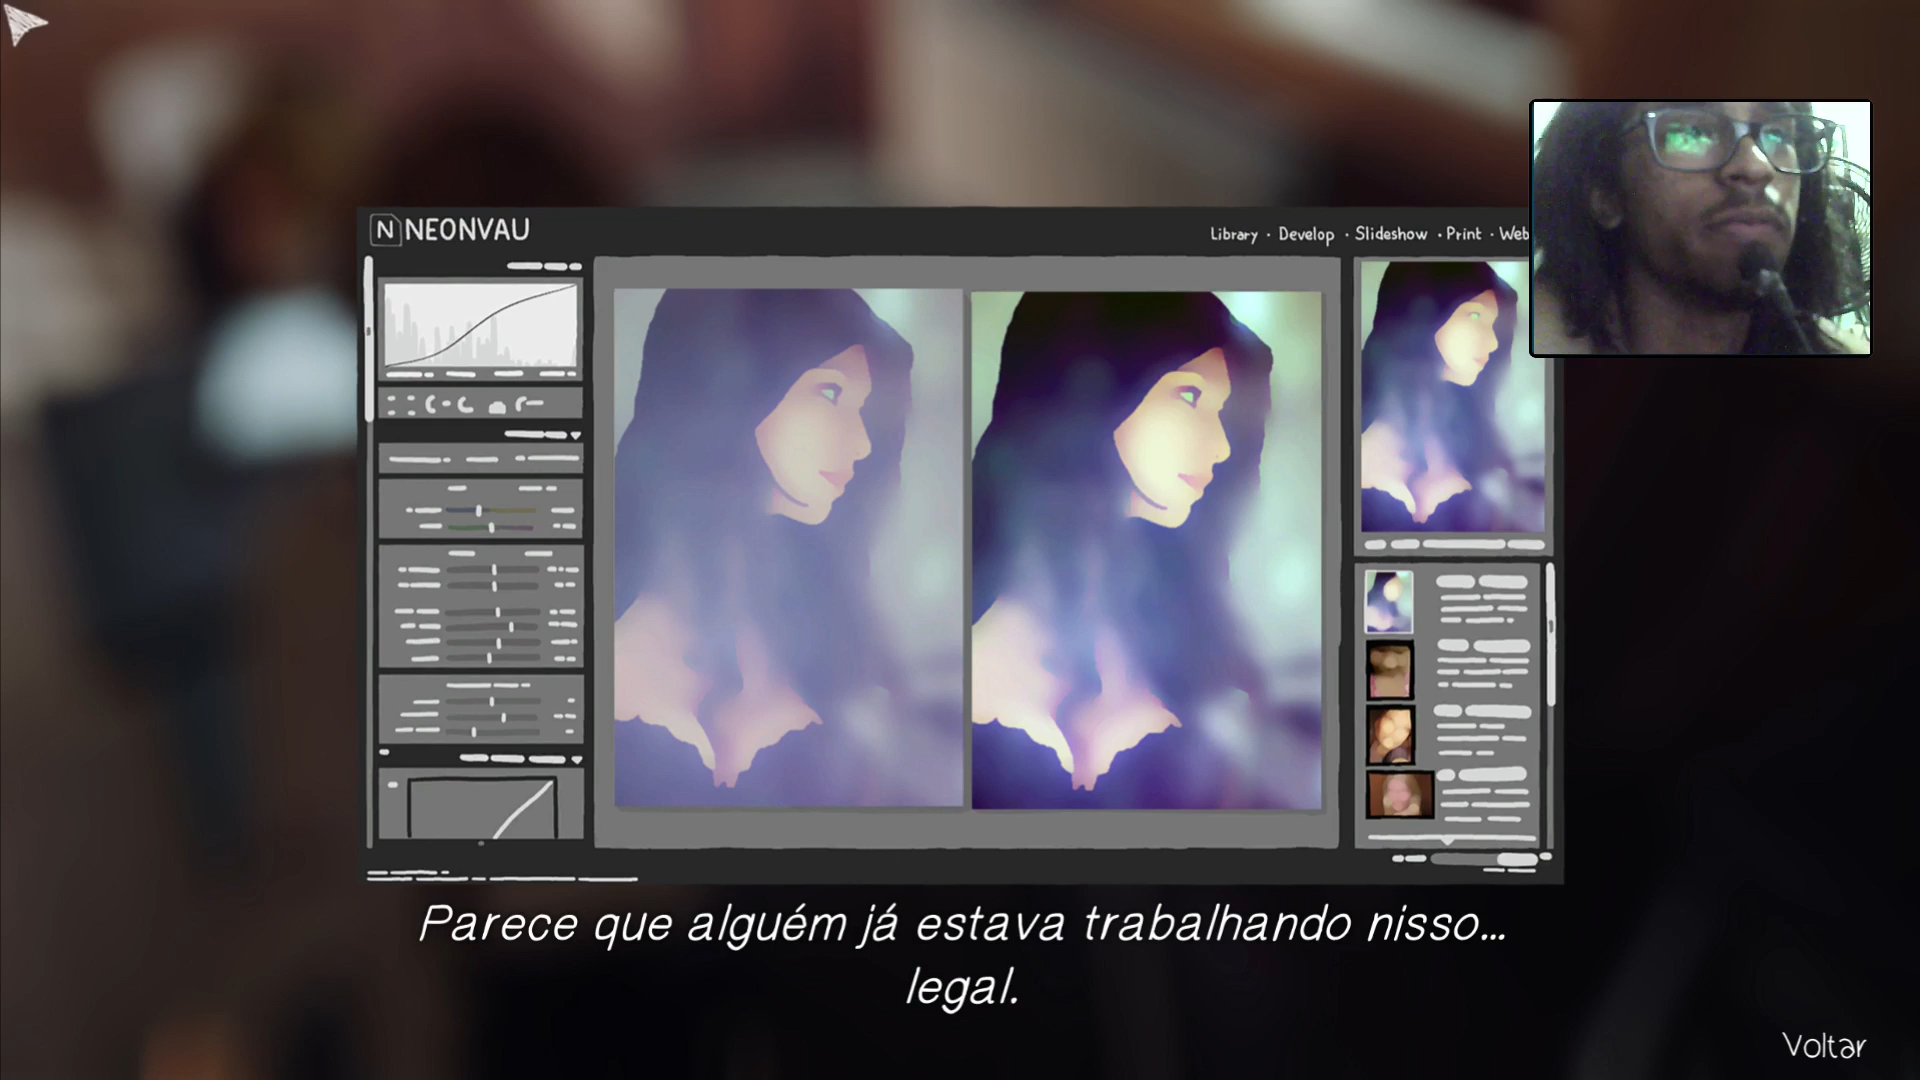 N NEONVAU
Library · Develop · Slideshow · Print · Web
Parece que alguém já estava trabalhando nisso...
legal.
Voltar